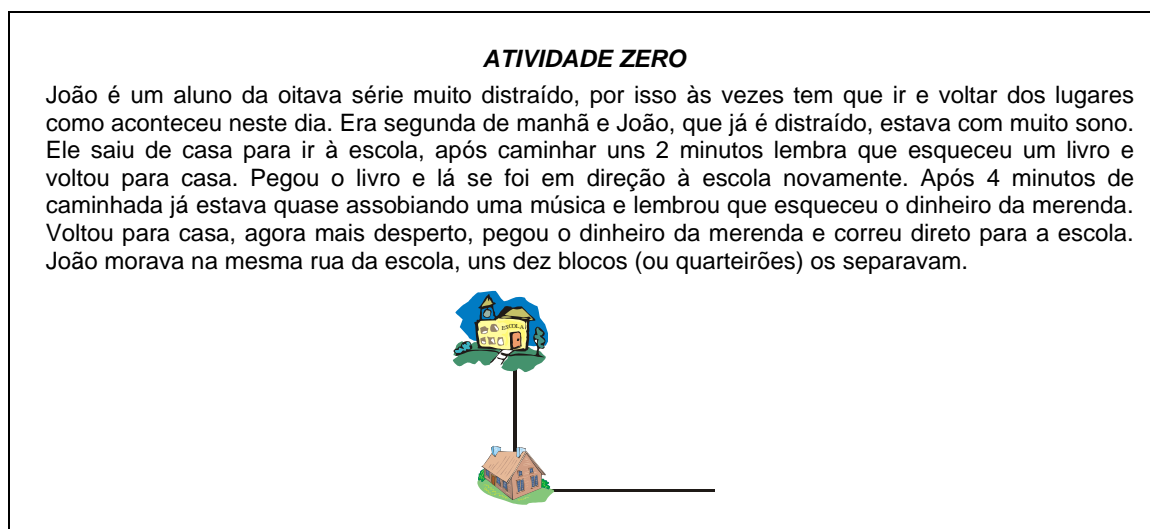 ATIVIDADE ZERO
João é um aluno da oitava série muito distraído, por isso às vezes tem que ir e voltar dos lugares
como aconteceu neste dia. Era segunda de manhã e João, que já é distraído, estava com muito sono.
Ele saiu de casa para ir à escola, após caminhar uns 2 minutos lembra que esqueceu um livro e
voltou para casa. Pegou o livro e lá se foi em direção à escola novamente. Após 4 minutos de
caminhada já estava quase assobiando uma música e lembrou que esqueceu o dinheiro da merenda.
Voltou para casa, agora mais desperto, pegou o dinheiro da merenda e correu direto para a escola.
João morava na mesma rua da escola, uns dez blocos (ou quarteirões) os separavam.
ESCOLA